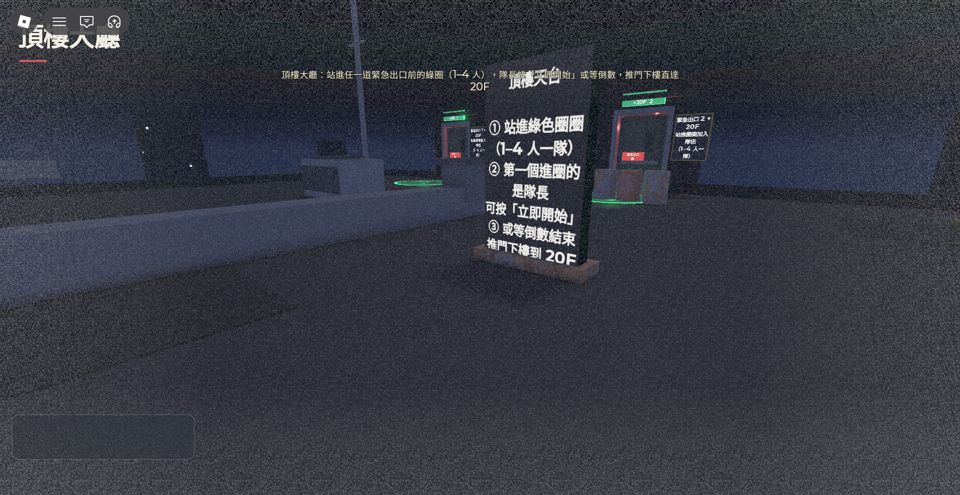 頂樓大廳
頂樓大廳：站進任一道緊急出口前的綠圈（1–4 人），隊長按「立即開始」或等倒數，推門下樓直達
20F
頂樓天台
① 站進綠色圈圈
（1–4 人一隊）
② 第一個進圈的
是隊長
可按「立即開始」
③ 或等倒數結束
推門下樓到 20F
緊急出口 2
20F
站進圈圈加入
隊伍
（1–4 人一
隊）